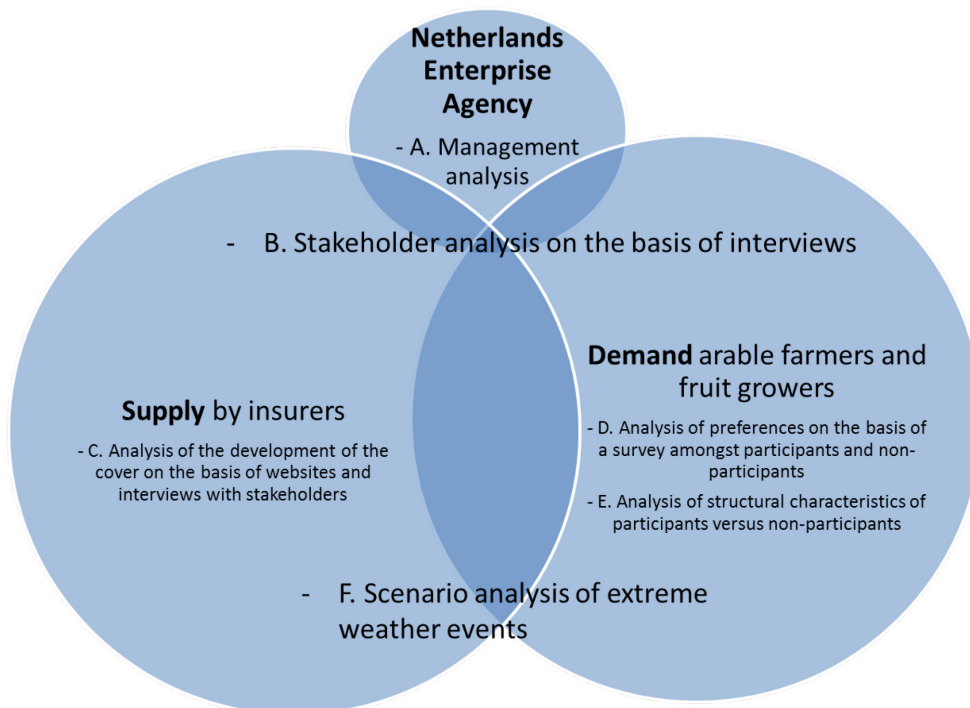 Netherlands
Enterprise
Agency
- A. Management
analysis
- B. Stakeholder analysis on the basis of interviews
Supply by insurers
- C. Analysis of the development of the
cover on the basis of websites and
interviews with stakeholders
Demand arable farmers and
fruit growers
- D. Analysis of preferences on the basis of
a survey amongst participants and non-
participants
- E. Analysis of structural characteristics of
participants versus non-participants
- F. Scenario analysis of extreme
weather events